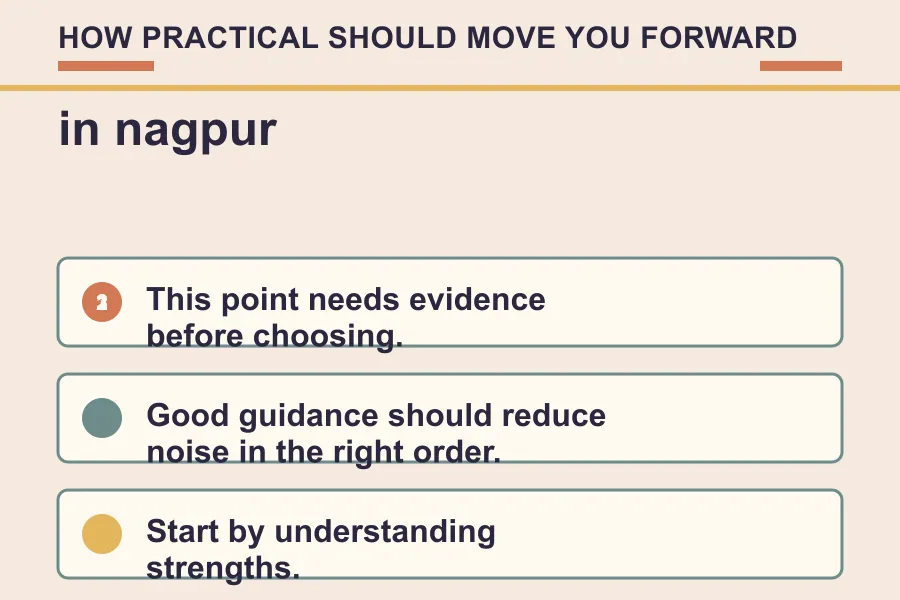 HOW PRACTICAL SHOULD MOVE YOU FORWARD
in nagpur
This point needs evidence
before choosing.
Good guidance should reduce
noise in the right order.
Start by understanding
strengths.